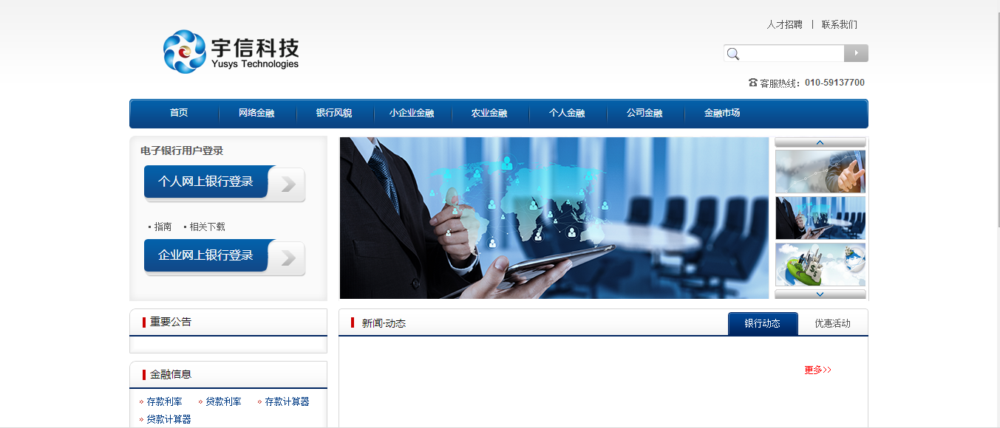 人才招聘 | 联系我们
宇信科技
Yusys Technologies
客服热线：010-59137700
首页 网络金融 银行风貌 小企业金融 农业金融 个人金融 公司金融 金融市场
电子银行用户登录
个人网上银行登录
指南 相关下载
企业网上银行登录
重要公告
新闻·动态 银行动态 优惠活动
更多>>
金融信息
存款利率 贷款利率 存款计算器
贷款计算器